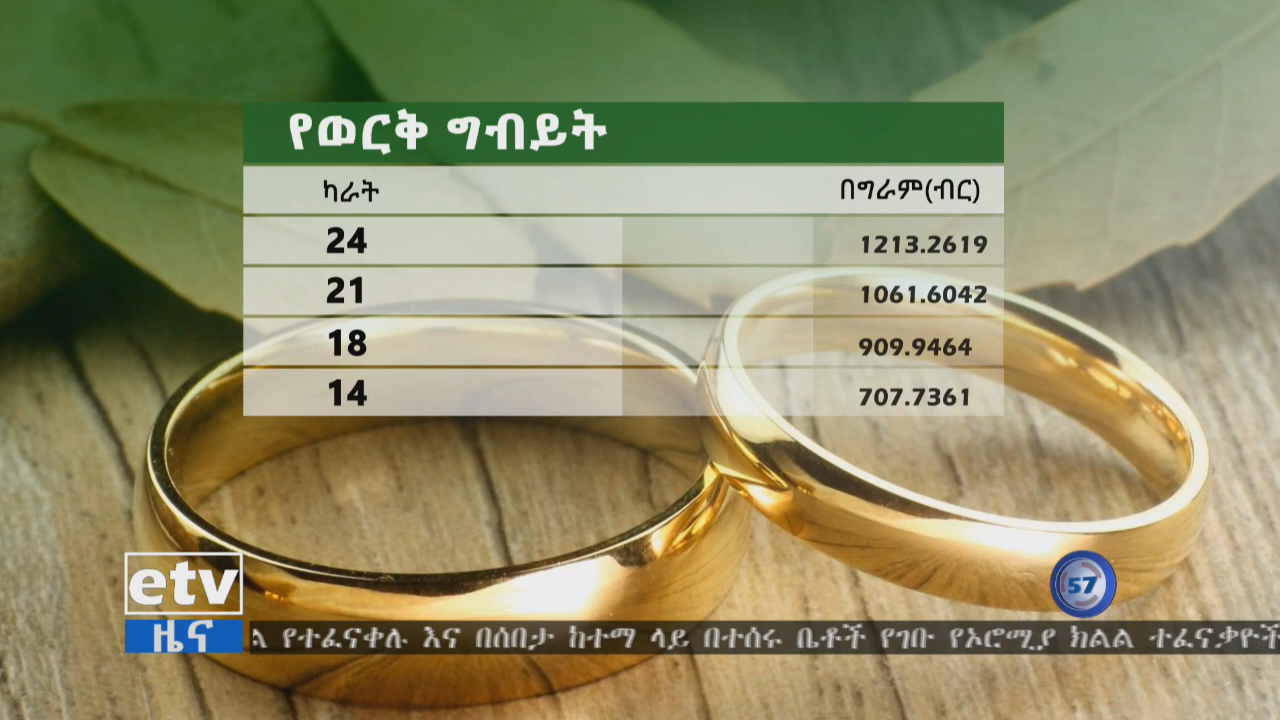 የወርቅ ግብይት
ካራት በግራም(ብር)
24 1213.2619
21 1061.6042
18 909.9464
14 707.7361
etv
57
ዜና
ል የተፈናቀሉ እና በሰበታ ከተማ ላይ በተሰሩ ቤቶች የገቡ የኦሮሚያ ክልል ተፈናቃዮች